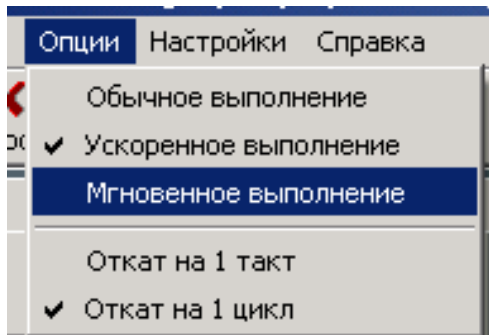 Опции Настройки Справка
Обычное выполнение
Ускоренное выполнение
Мгновенное выполнение
Откат на 1 такт
Откат на 1 цикл